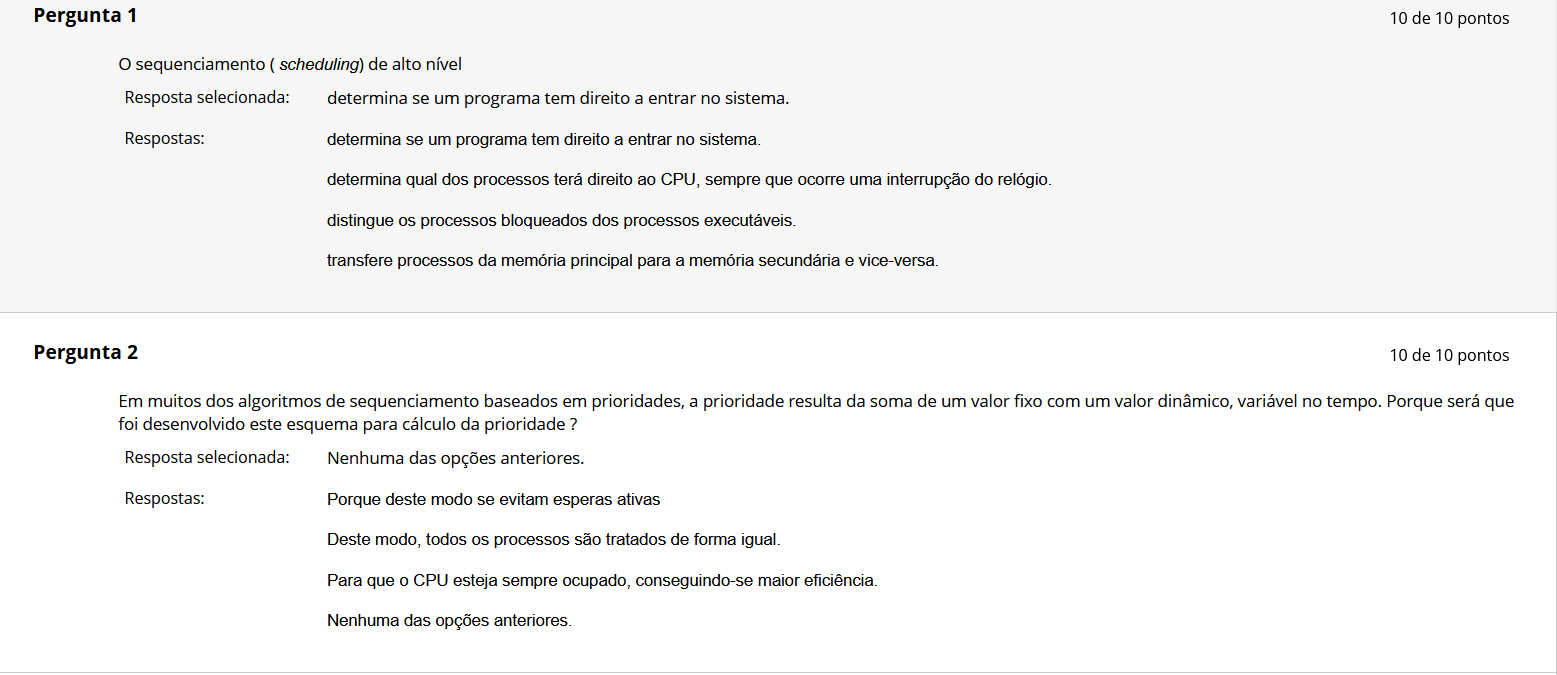 Pergunta 1
10 de 10 pontos
O sequenciamento ( scheduling) de alto nível
Resposta selecionada: determina se um programa tem direito a entrar no sistema.
Respostas: determina se um programa tem direito a entrar no sistema.
determina qual dos processos terá direito ao CPU, sempre que ocorre uma interrupção do relógio.
distingue os processos bloqueados dos processos executáveis.
transfere processos da memória principal para a memória secundária e vice-versa.
Pergunta 2
10 de 10 pontos
Em muitos dos algoritmos de sequenciamento baseados em prioridades, a prioridade resulta da soma de um valor fixo com um valor dinâmico, variável no tempo. Porque será que
foi desenvolvido este esquema para cálculo da prioridade ?
Resposta selecionada: Nenhuma das opções anteriores.
Respostas: Porque deste modo se evitam esperas ativas
Deste modo, todos os processos são tratados de forma igual.
Para que o CPU esteja sempre ocupado, conseguindo-se maior eficiência.
Nenhuma das opções anteriores.